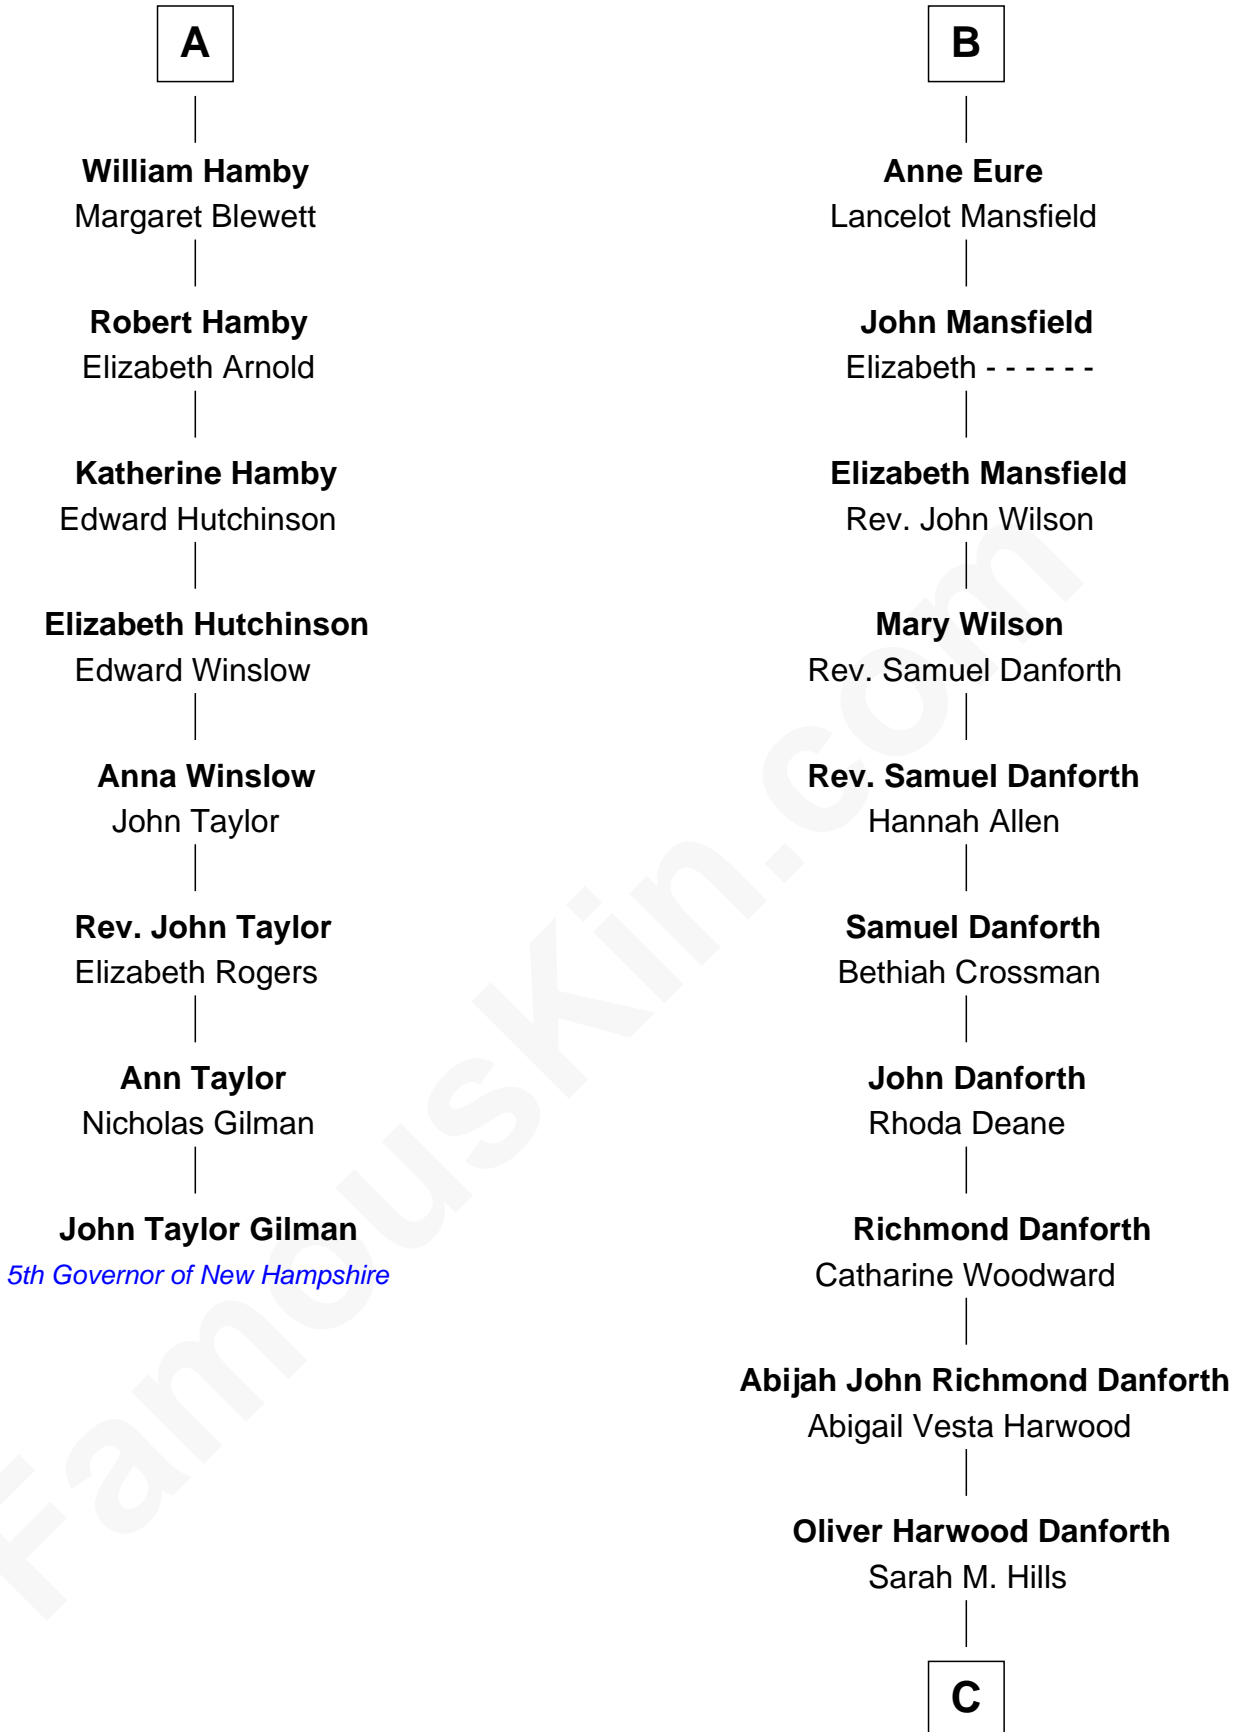 A
William Hamby
Margaret Blewett
Robert Hamby
Elizabeth Arnold
Katherine Hamby
Edward Hutchinson
Elizabeth Hutchinson
Edward Winslow
Anna Winslow
John Taylor
Rev. John Taylor
Elizabeth Rogers
Ann Taylor
Nicholas Gilman
John Taylor Gilman
5th Governor of New Hampshire
B
Anne Eure
Lancelot Mansfield
John Mansfield
Elizabeth - - - - - -
Elizabeth Mansfield
Rev. John Wilson
Mary Wilson
Rev. Samuel Danforth
Rev. Samuel Danforth
Hannah Allen
Samuel Danforth
Bethiah Crossman
John Danforth
Rhoda Deane
Richmond Danforth
Catharine Woodward
Abijah John Richmond Danforth
Abigail Vesta Harwood
Oliver Harwood Danforth
Sarah M. Hills
C
FamousKin.com